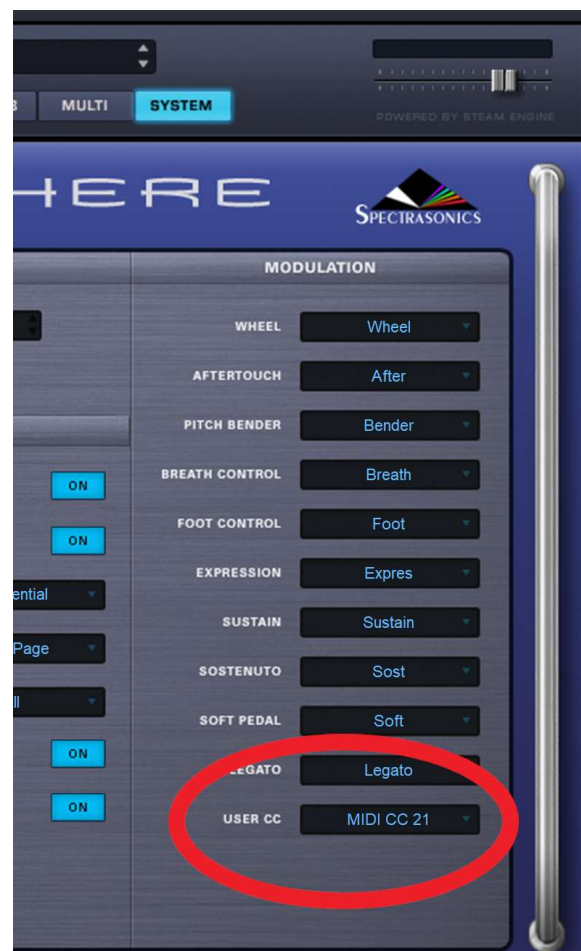 MULTI SYSTEM
POWERED BY STEAM ENGINE
HERE
SPECTRASONICS
MODULATION
WHEEL Wheel
AFTERTOUCH After
PITCH BENDER Bender
BREATH CONTROL Breath
ON
FOOT CONTROL Foot
ON
EXPRESSION Expres
ential
SUSTAIN Sustain
Page
SOSTENUTO Sost
ll
SOFT PEDAL Soft
ON
LEGATO Legato
ON
USER CC MIDI CC 21